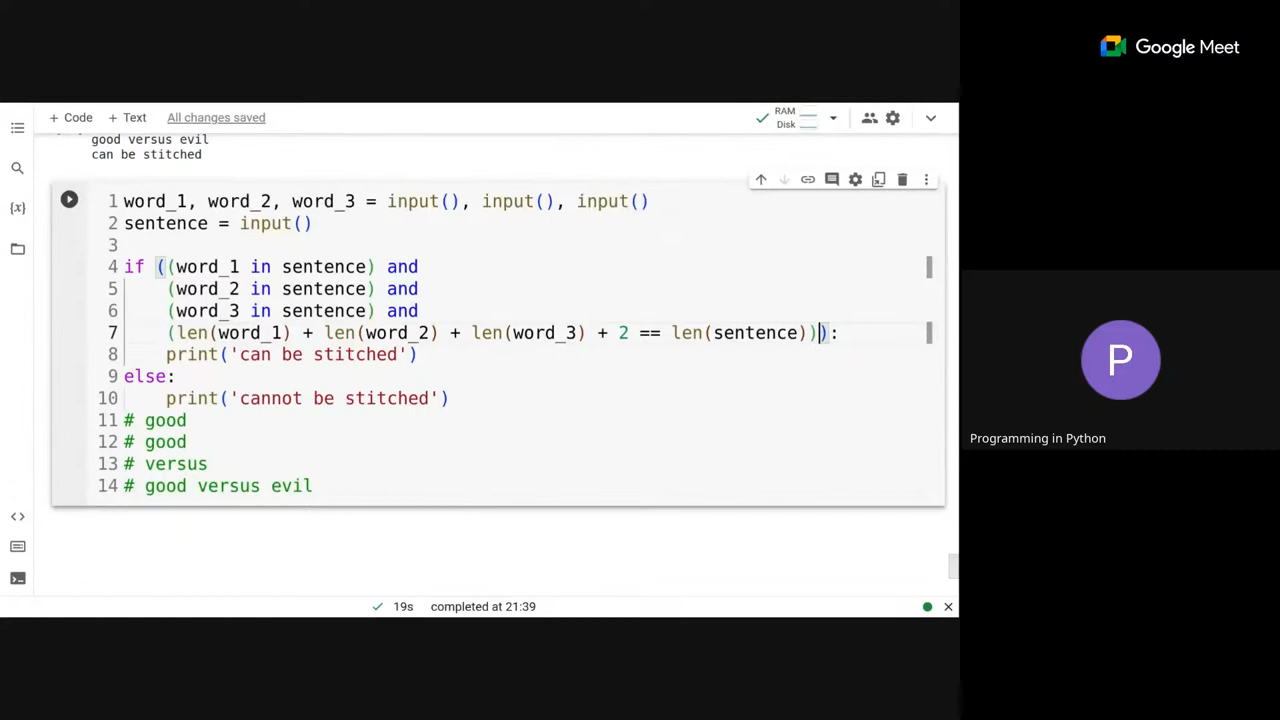 Google Meet
+ Code + Text All changes saved
RAM
Disk
good versus evil
can be stitched
1 word_1, word_2, word_3 = input(), input(), input()
2 sentence = input()
3
4 if ((word_1 in sentence) and
5 (word_2 in sentence) and
6 (word_3 in sentence) and
7 (len(word_1) + len(word_2) + len(word_3) + 2 == len(sentence))):
8 print('can be stitched')
9 else:
10 print('cannot be stitched')
11 # good
12 # good
13 # versus
14 # good versus evil
P
Programming in Python
19s completed at 21:39